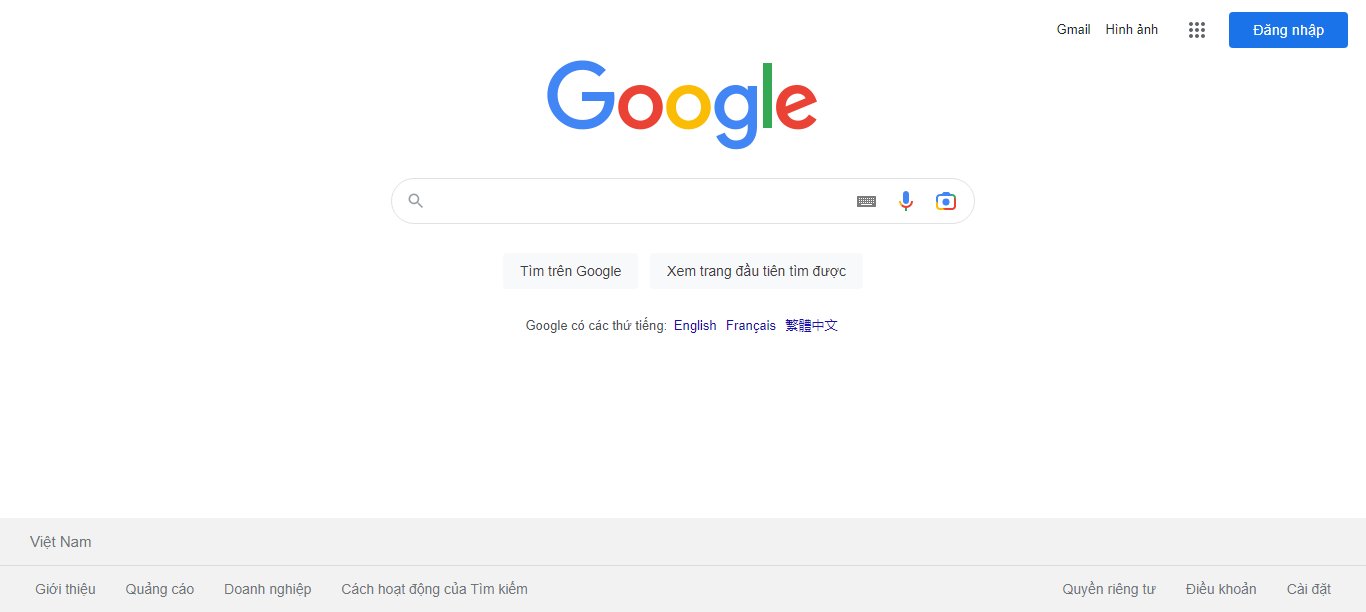 Gmail Hình ảnh Đăng nhập
Google
Tìm trên Google Xem trang đầu tiên tìm được
Google có các thứ tiếng: English Français 繁體中文
Việt Nam
Giới thiệu Quảng cáo Doanh nghiệp Cách hoạt động của Tìm kiếm Quyền riêng tư Điều khoản Cài đặt